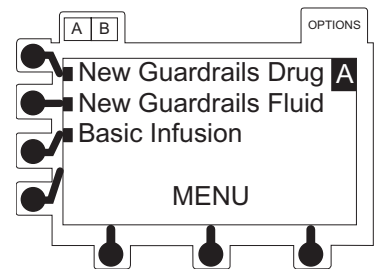 A B
OPTIONS
New Guardrails Drug A
New Guardrails Fluid
Basic Infusion
MENU